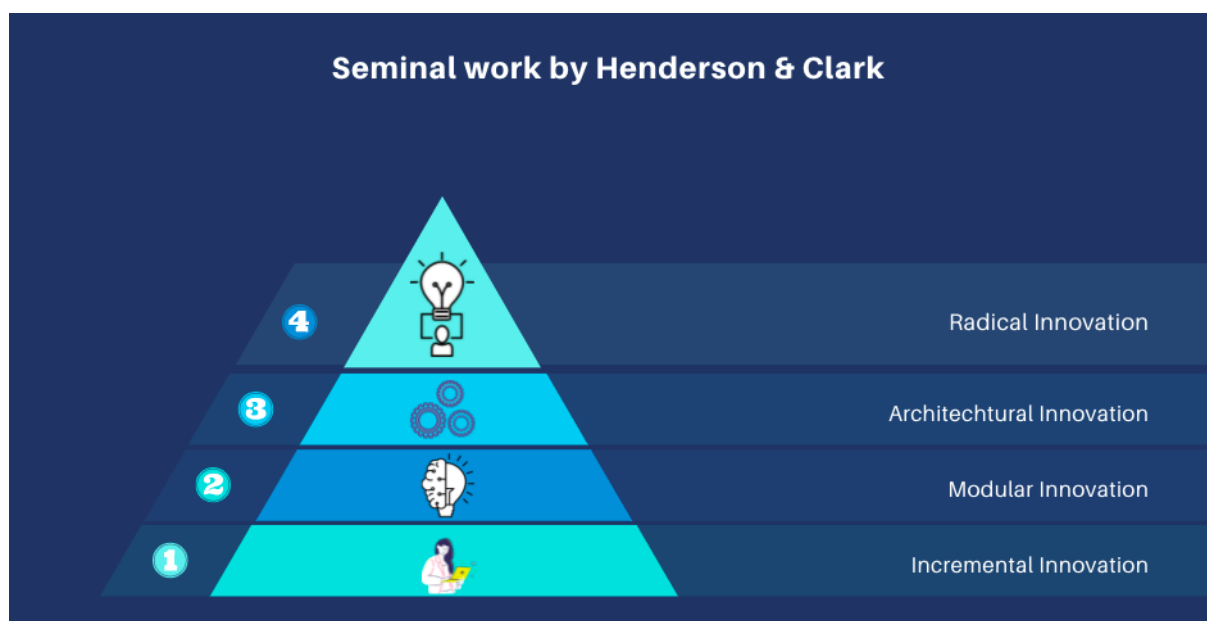 Seminal work by Henderson & Clark
4
Radical Innovation
3
Architechtural Innovation
2
Modular Innovation
1
Incremental Innovation